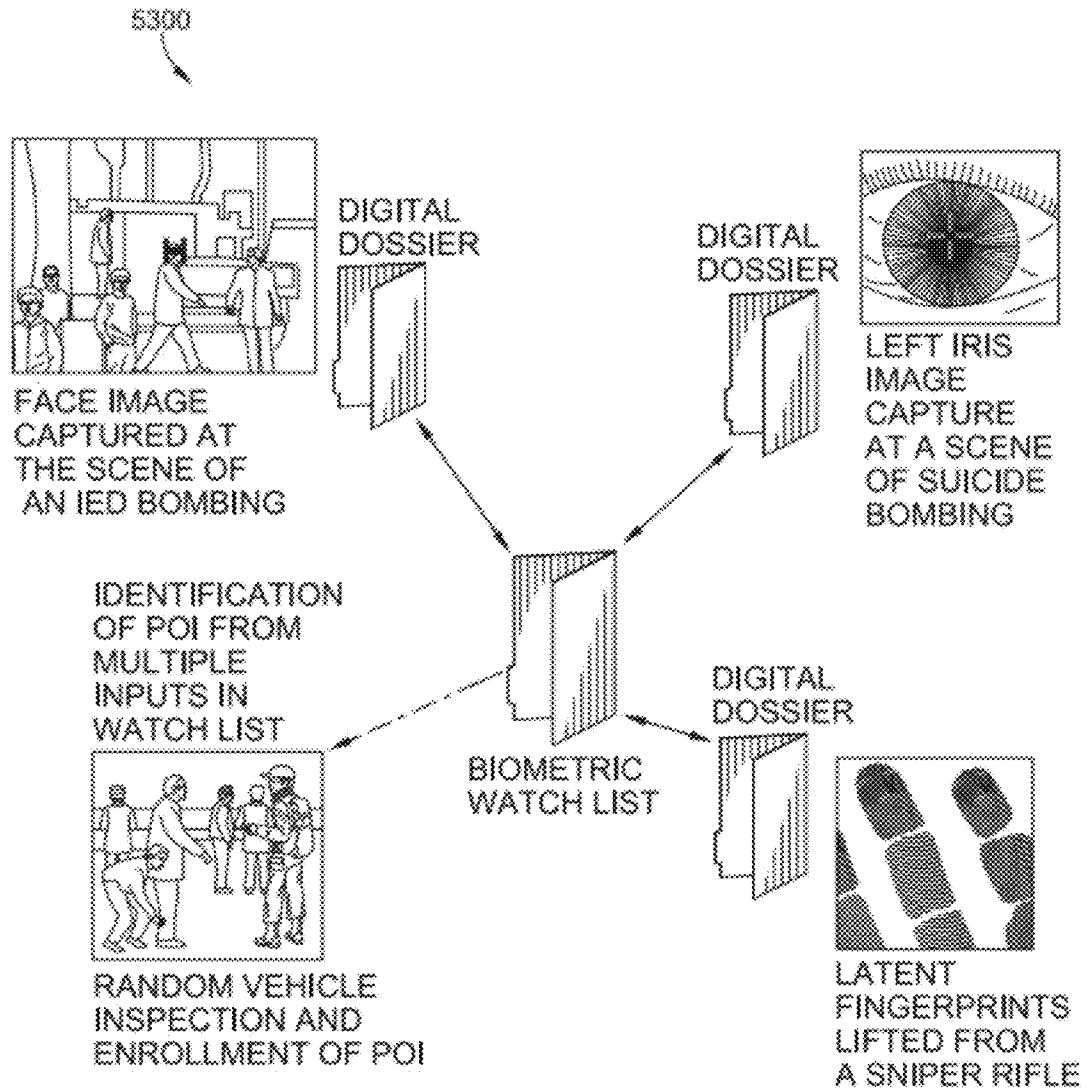 5300
DIGITAL
DOSSIER
FACE IMAGE
CAPTURED AT
THE SCENE OF
AN IED BOMBING
DIGITAL
DOSSIER
LEFT IRIS
IMAGE
CAPTURE
AT A SCENE
OF SUICIDE
BOMBING
IDENTIFICATION
OF POI FROM
MULTIPLE
INPUTS IN
WATCH LIST
BIOMETRIC
WATCH LIST
DIGITAL
DOSSIER
RANDOM VEHICLE
INSPECTION AND
ENROLLMENT OF POI
LATENT
FINGERPRINTS
LIFTED FROM
A SNIPER RIFLE